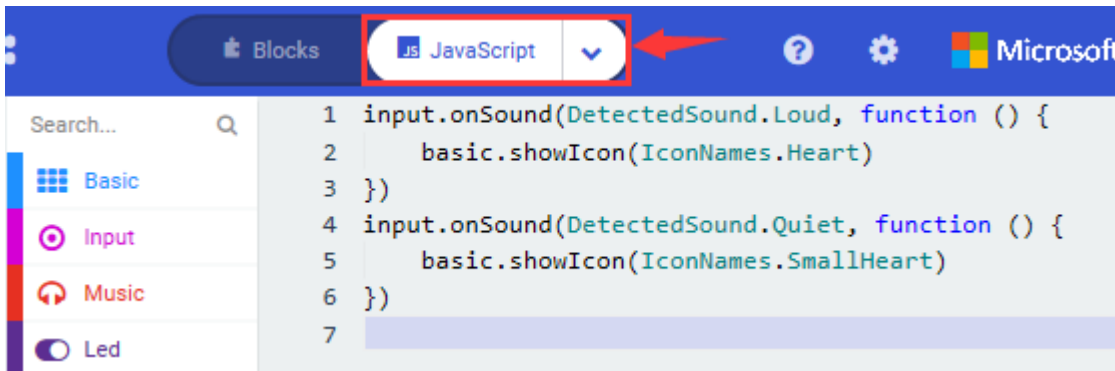 Blocks
JS JavaScript
Microsoft
Search...
Basic
Input
Music
Led
1 input.onSound(DetectedSound.Loud, function () {
2     basic.showIcon(IconNames.Heart)
3 })
4 input.onSound(DetectedSound.Quiet, function () {
5     basic.showIcon(IconNames.SmallHeart)
6 })
7